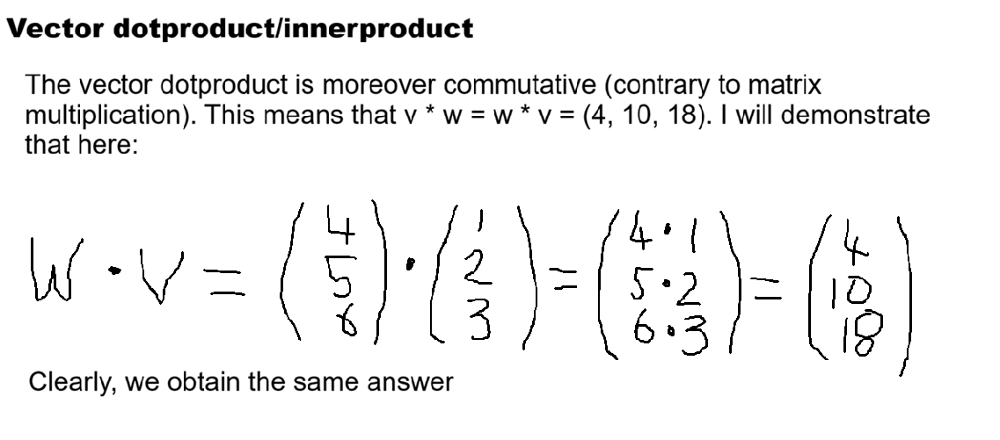 Vector dotproduct/innerproduct
The vector dotproduct is moreover commutative (contrary to matrix
multiplication). This means that v * w = w * v = (4, 10, 18). I will demonstrate
that here:
W · V = (4 5 6) · (1 2 3) = (4·1 5·2 6·3) = (4 10 18)
Clearly, we obtain the same answer